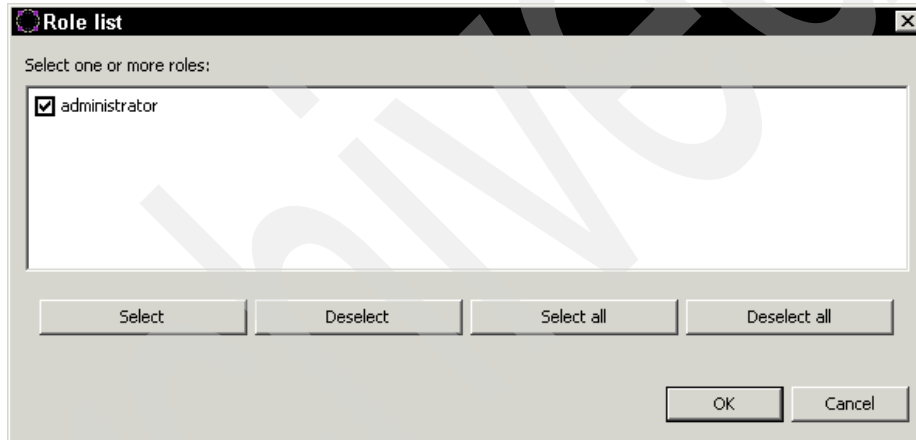 Role list
Select one or more roles:
administrator
Select Deselect Select all Deselect all
OK Cancel